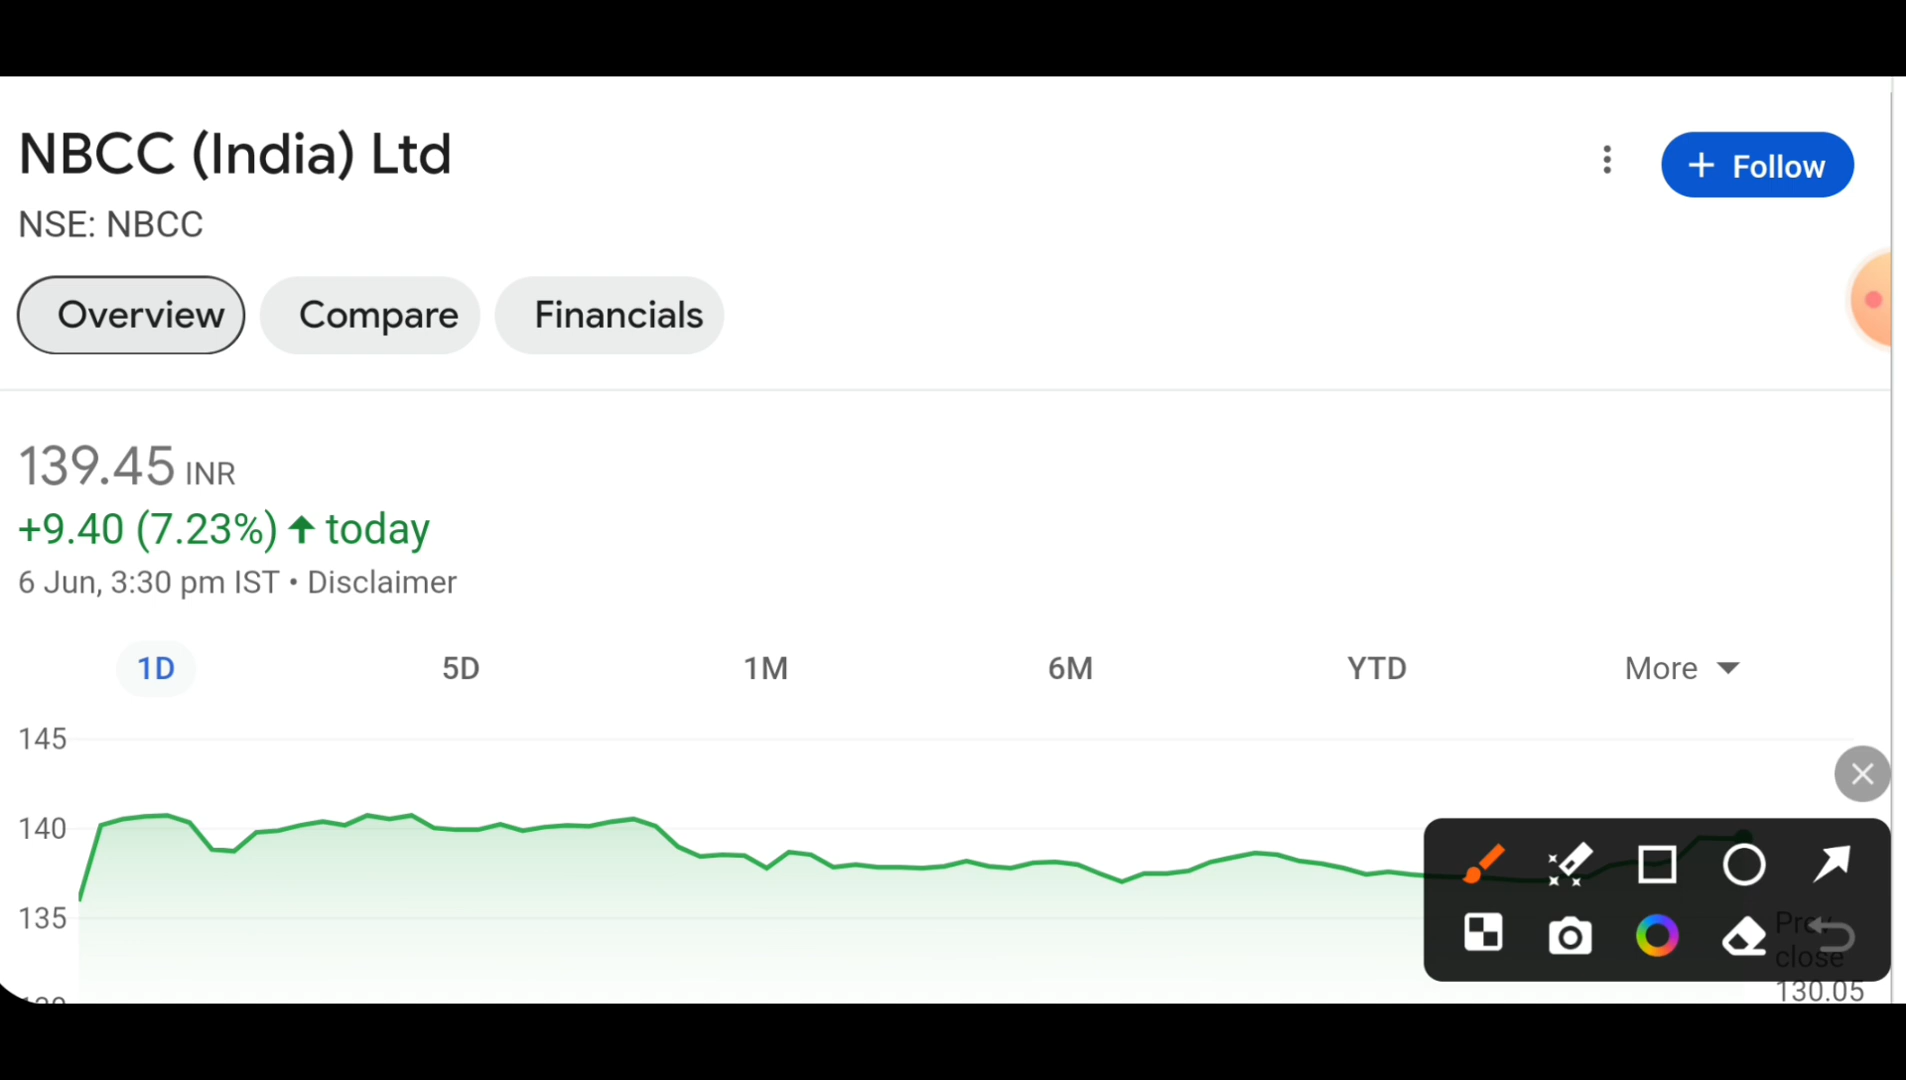 NBCC (India) Ltd
+ Follow
NSE: NBCC
Overview Compare Financials
139.45 INR
+9.40 (7.23%) ↑ today
6 Jun, 3:30 pm IST • Disclaimer
1D 5D 1M 6M YTD More
145
140
135
Prev
close
130.05